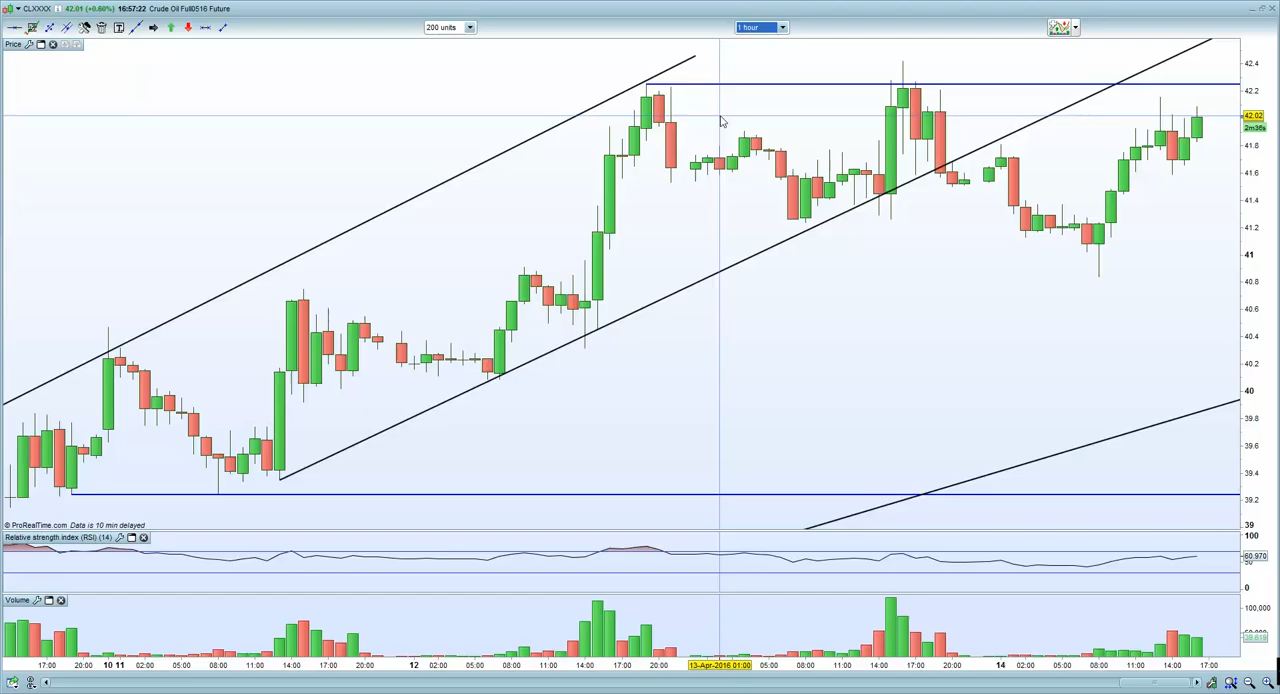 CLXXXX 42.01 (+0.60%) 16:57:22 Crude Oil Full0516 Future
200 units
1 hour
Price
42.4
42.2
42.02
2m36s
41.8
41.6
41.4
41.2
41
40.8
40.6
40.4
40.2
40
39.8
39.6
39.4
39.2
39
© ProRealTime.com Data is 10 min delayed
Relative strength index (RSI) (14)
100
60.970
50
0
Volume
100,000
17:00 20:00 10 11 02:00 05:00 08:00 11:00 14:00 17:00 20:00 12 02:00 05:00 08:00 11:00 14:00 17:00 20:00 13-Apr-2016 01:00 05:00 08:00 11:00 14:00 17:00 20:00 14 02:00 05:00 08:00 11:00 14:00 17:00